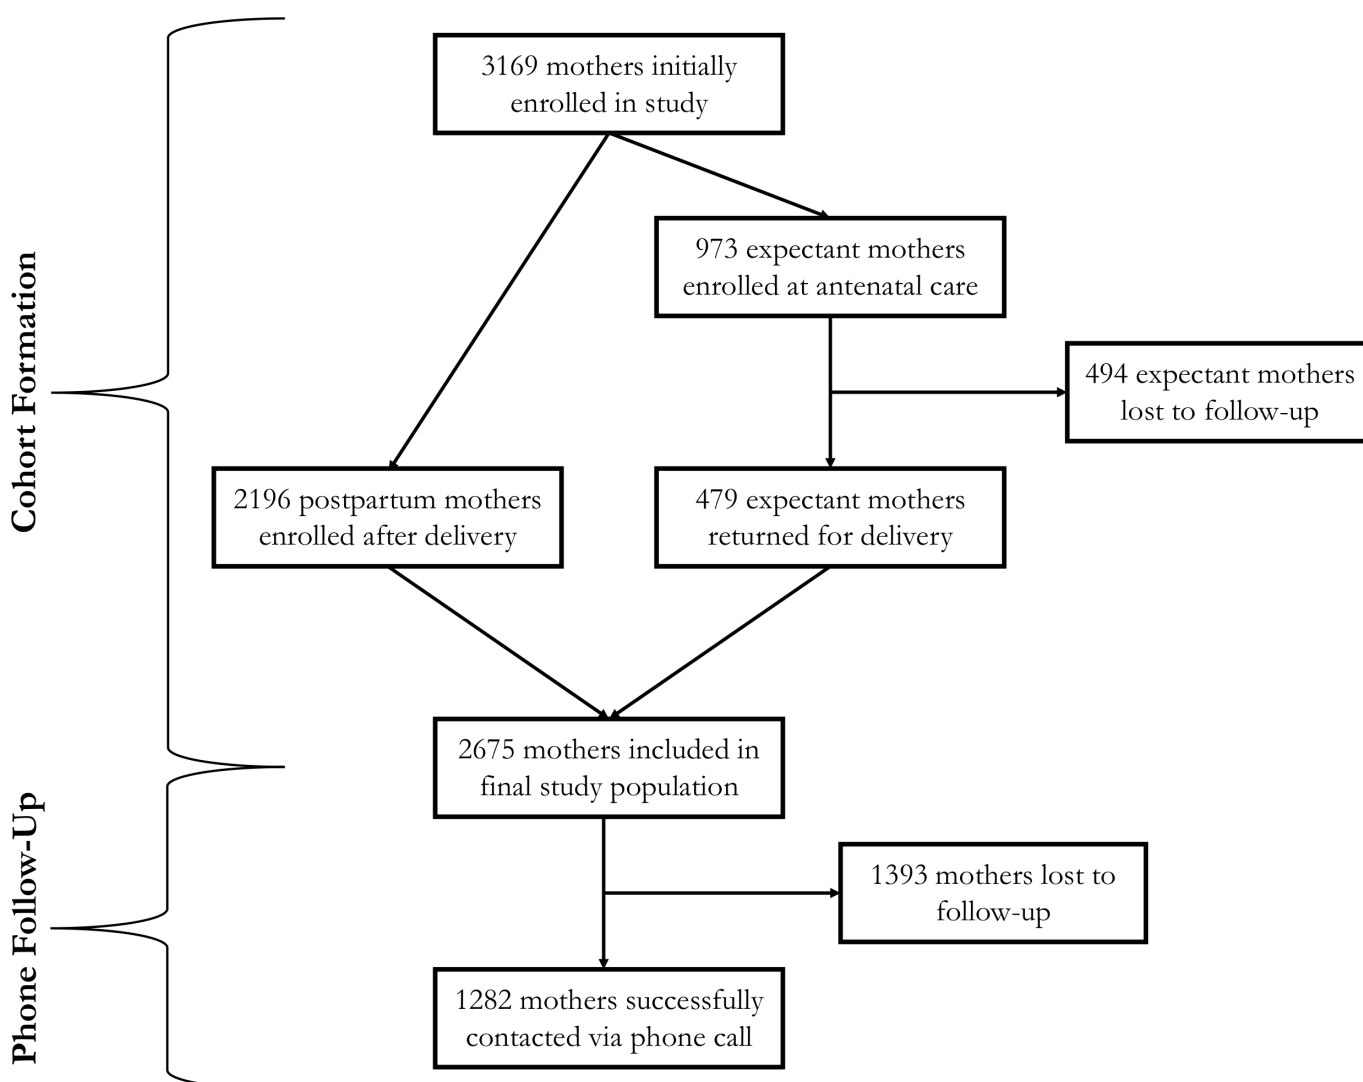 3169 mothers initially
enrolled in study
973 expectant mothers
enrolled at antenatal care
494 expectant mothers
lost to follow-up
2196 postpartum mothers
enrolled after delivery
479 expectant mothers
returned for delivery
2675 mothers included in
final study population
1393 mothers lost to
follow-up
1282 mothers successfully
contacted via phone call
Cohort Formation
Phone Follow-Up